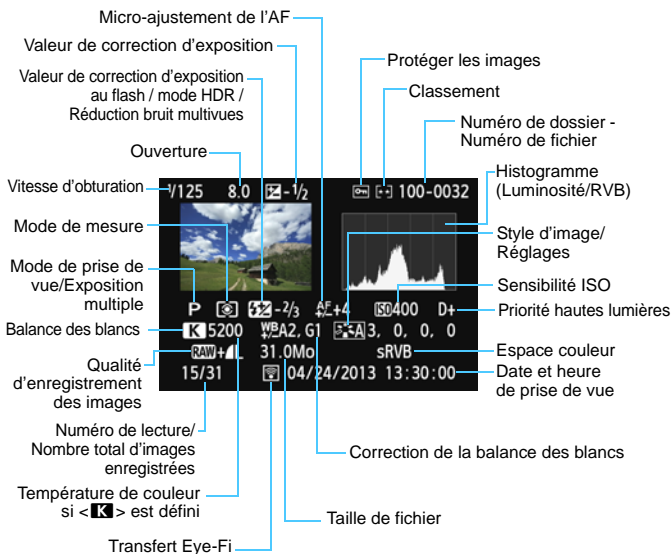 Micro-ajustement de l'AF
Valeur de correction d'exposition
Valeur de correction d'exposition
au flash / mode HDR /
Réduction bruit multivues
Ouverture
Vitesse d'obturation
Mode de mesure
Mode de prise de
vue/Exposition
multiple
Balance des blancs
Qualité
d'enregistrement
des images
Numéro de lecture/
Nombre total d'images
enregistrées
Température de couleur
si <K> est défini
Transfert Eye-Fi
Protéger les images
Classement
Numéro de dossier -
Numéro de fichier
Histogramme
(Luminosité/RVB)
Style d'image/
Réglages
Sensibilité ISO
Priorité hautes lumières
Espace couleur
Date et heure
de prise de vue
Correction de la balance des blancs
Taille de fichier
1/125 8.0 -1/2 100-0032
P -2/3 AF+4 ISO400 D+
K 5200 WB A2, G1 A 3, 0, 0, 0
RAW+L 31.0Mo sRVB
15/31 04/24/2013 13:30:00